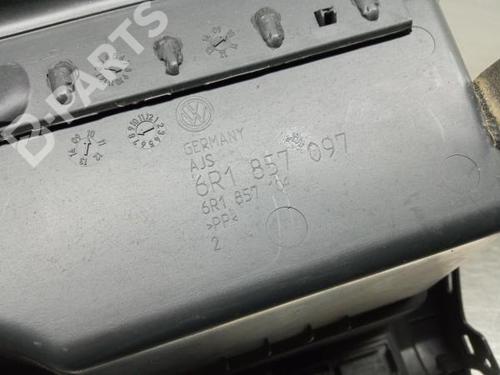 B-PARTS
GERMANY
AJS
6R1 857 097
6R1 857
>PP<
2